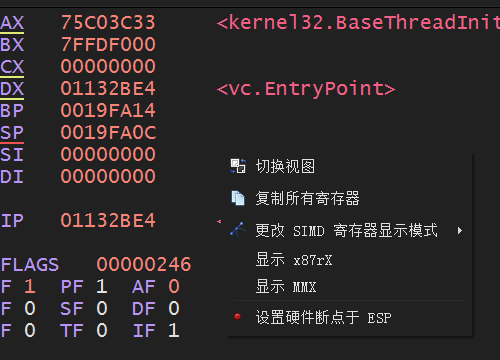 AX 75C03C33 <kernel32.BaseThreadInit
BX 7FFDF000
CX 00000000
DX 01132BE4 <vc.EntryPoint>
BP 0019FA14
SP 0019FA0C
SI 00000000
DI 00000000
IP 01132BE4
FLAGS 00000246
F 1 PF 1 AF 0
F 0 SF 0 DF 0
F 0 TF 0 IF 1
切换视图
复制所有寄存器
更改 SIMD 寄存器显示模式
显示 x87rX
显示 MMX
设置硬件断点于 ESP